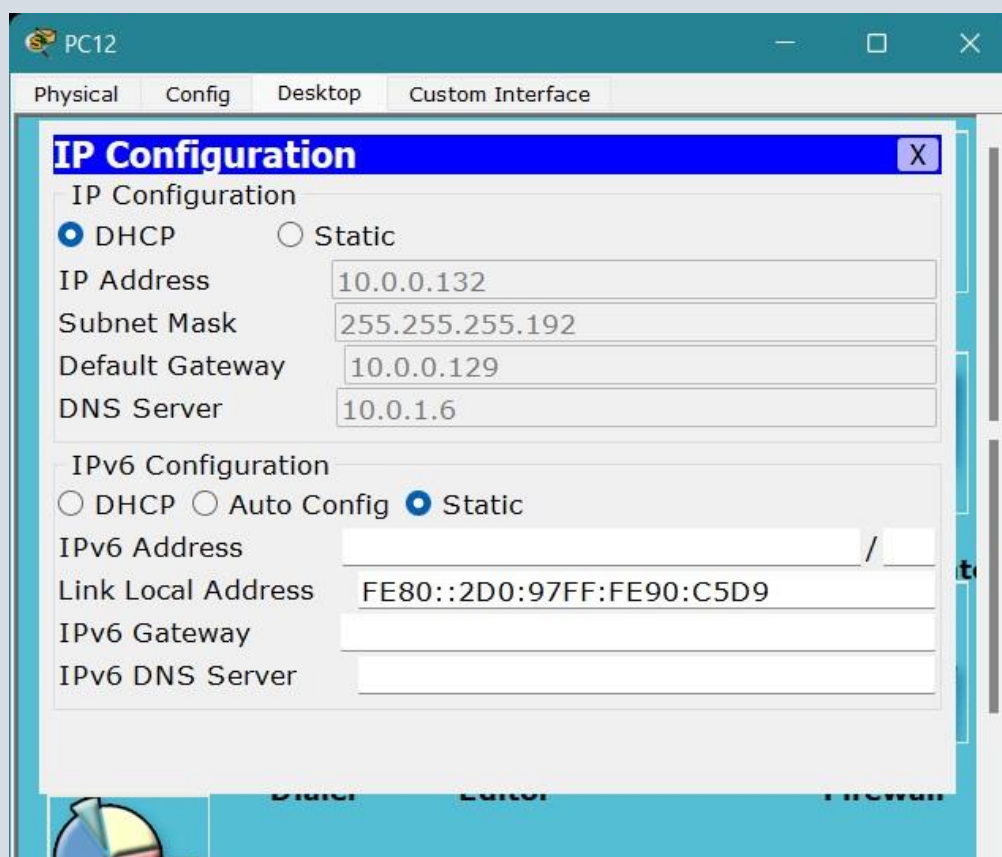 PC12
Physical Config Desktop Custom Interface
IP Configuration X
IP Configuration
DHCP Static
IP Address 10.0.0.132
Subnet Mask 255.255.255.192
Default Gateway 10.0.0.129
DNS Server 10.0.1.6
IPv6 Configuration
DHCP Auto Config Static
IPv6 Address /
Link Local Address FE80::2D0:97FF:FE90:C5D9
IPv6 Gateway
IPv6 DNS Server
Dialer Editor Firewall